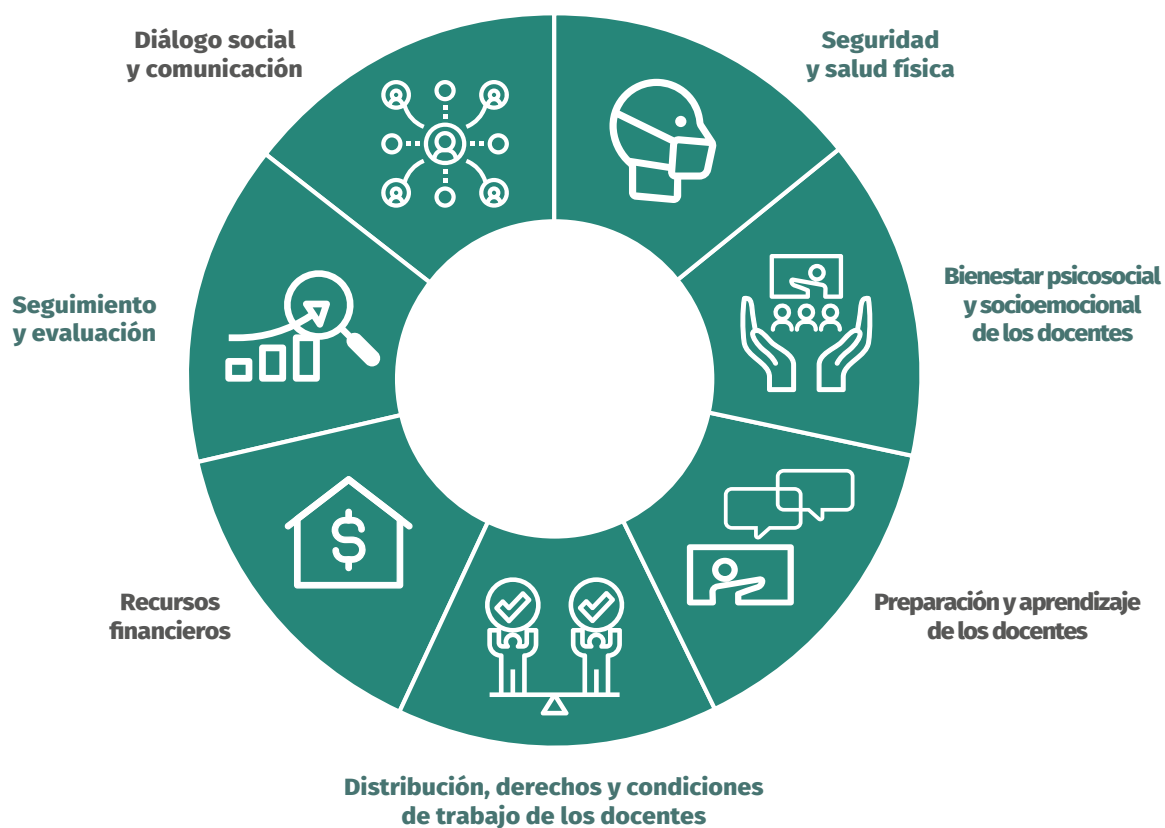 Diálogo social
y comunicación
Seguridad
y salud física
Bienestar psicosocial
y socioemocional
de los docentes
Preparación y aprendizaje
de los docentes
Distribución, derechos y condiciones
de trabajo de los docentes
Recursos
financieros
$
Seguimiento
y evaluación